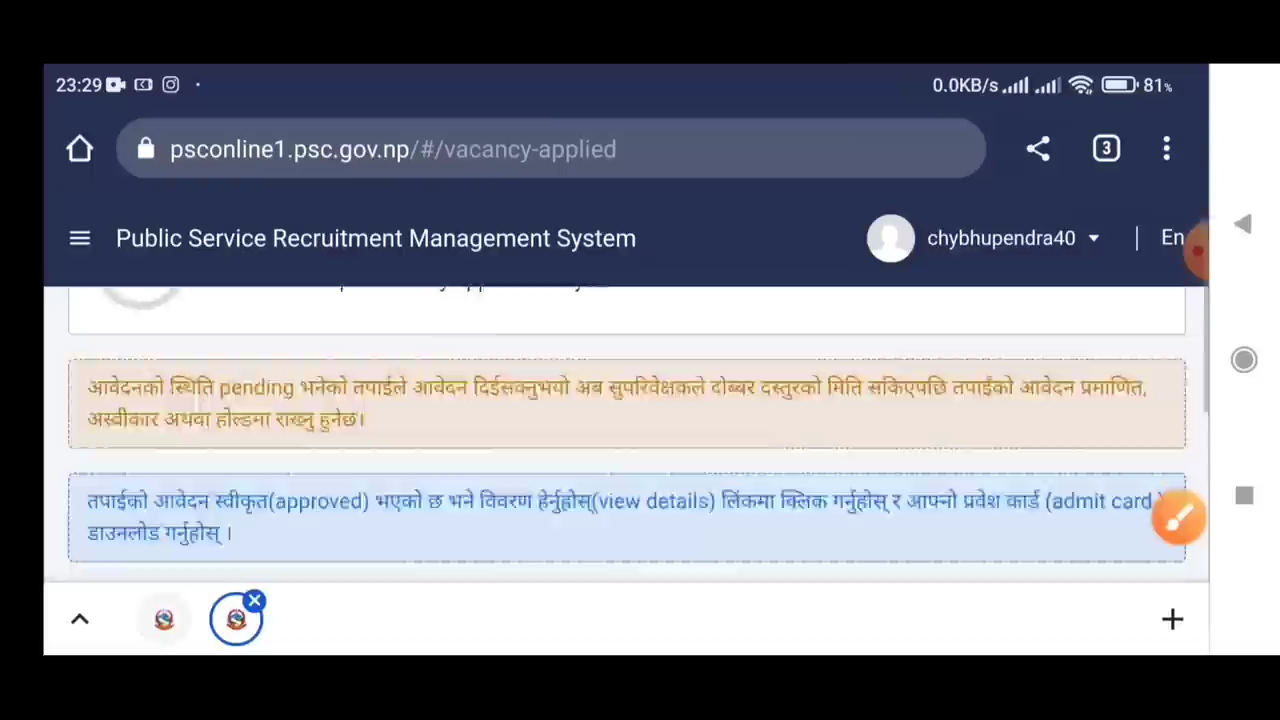 23:29
0.0KB/s
81%
psconline1.psc.gov.np/#/vacancy-applied
3
Public Service Recruitment Management System
chybhupendra40
En
आवेदनको स्थिति pending भनेको तपाईले आवेदन दिईसक्नुभयो अब सुपरिवेक्षकले दोब्बर दस्तुरको मिति सकिएपछि तपाईंको आवेदन प्रमाणित,
अस्वीकार अथवा होल्डमा राख्नु हुनेछ।
तपाईको आवेदन स्वीकृत(approved) भएको छ भने विवरण हेर्नुहोस्(view details) लिंकमा क्लिक गर्नुहोस् र आफ्नो प्रवेश कार्ड (admit card )
डाउनलोड गर्नुहोस् ।